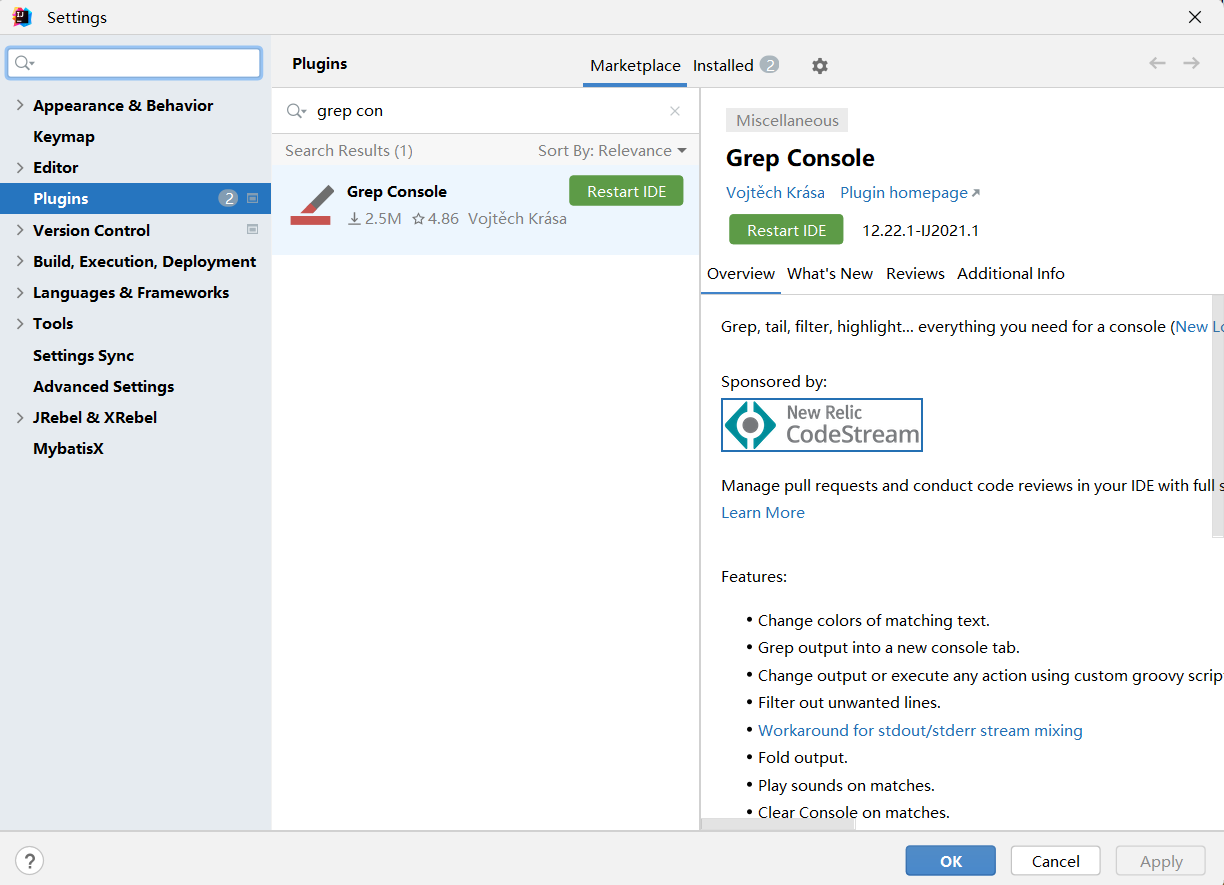 Settings
Plugins
Marketplace Installed 2
Appearance & Behavior
Keymap
Editor
Plugins 2
Version Control
Build, Execution, Deployment
Languages & Frameworks
Tools
Settings Sync
Advanced Settings
JRebel & XRebel
MybatisX
grep con
Search Results (1) Sort By: Relevance
Grep Console Restart IDE
2.5M 4.86 Vojtěch Krása
Miscellaneous
Grep Console
Vojtěch Krása Plugin homepage
Restart IDE 12.22.1-IJ2021.1
Overview What's New Reviews Additional Info
Grep, tail, filter, highlight... everything you need for a console (New Lo
Sponsored by:
New Relic
CodeStream
Manage pull requests and conduct code reviews in your IDE with full s
Learn More
Features:
• Change colors of matching text.
• Grep output into a new console tab.
• Change output or execute any action using custom groovy script
• Filter out unwanted lines.
• Workaround for stdout/stderr stream mixing
• Fold output.
• Play sounds on matches.
• Clear Console on matches.
? OK Cancel Apply